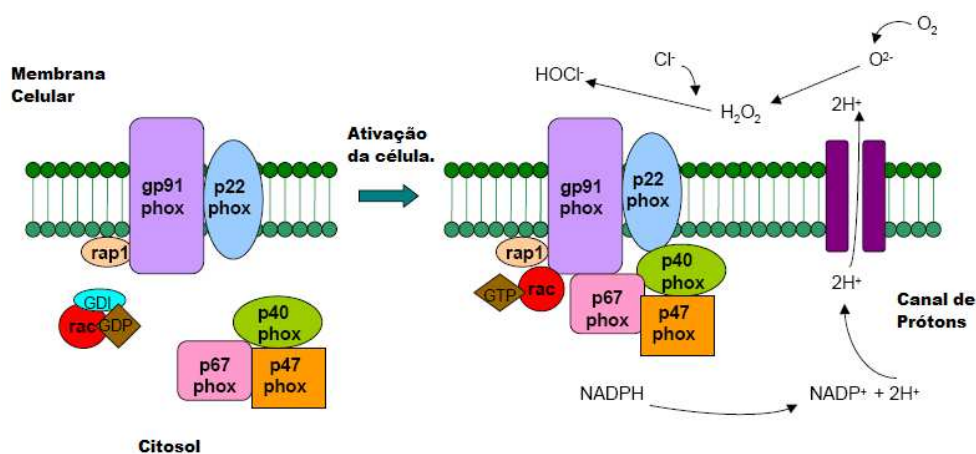 Membrana
Celular
gp91
phox
p22
phox
rap1
GDI
rac
GDP
p40
phox
p67
phox
p47
phox
Citosol
Ativação
da célula.
O₂
O²⁻
Cl⁻
HOCl⁻
H₂O₂
2H⁺
gp91
phox
p22
phox
rap1
GTP
rac
p40
phox
p67
phox
p47
phox
2H⁺
Canal de
Prótons
NADPH
NADP⁺ + 2H⁺